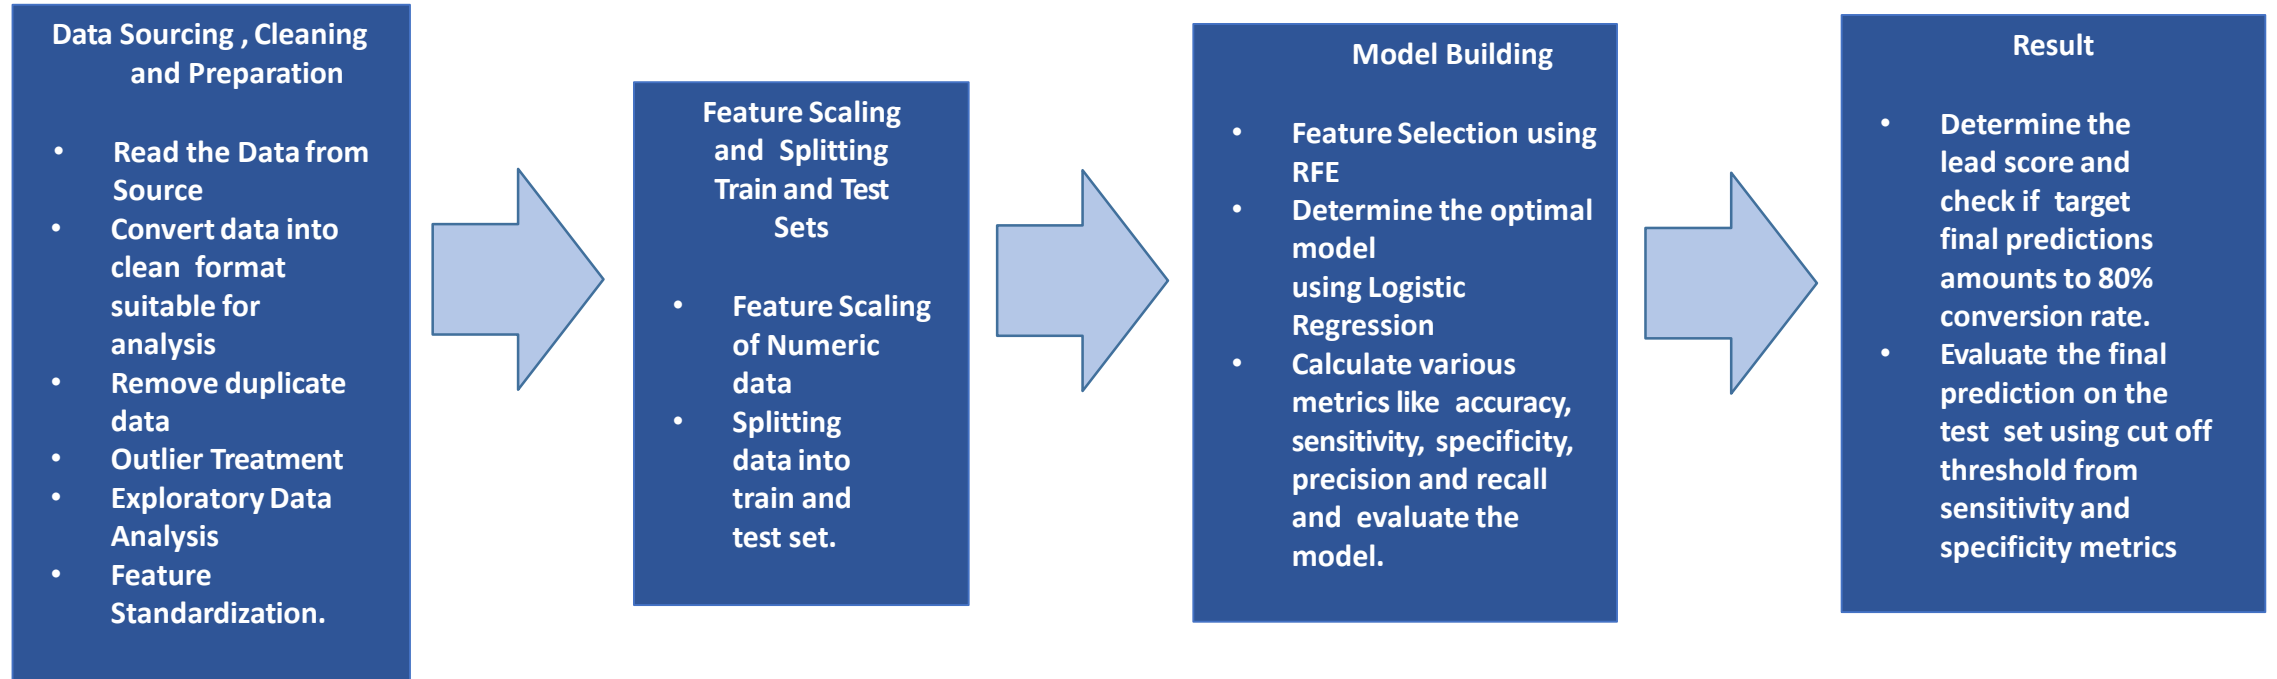 Data Sourcing , Cleaning
and Preparation
• Read the Data from
Source
• Convert data into
clean format
suitable for
analysis
• Remove duplicate
data
• Outlier Treatment
• Exploratory Data
Analysis
• Feature
Standardization.
Feature Scaling
and Splitting
Train and Test
Sets
• Feature Scaling
of Numeric
data
• Splitting
data into
train and
test set.
Model Building
• Feature Selection using
RFE
• Determine the optimal
model
using Logistic
Regression
• Calculate various
metrics like accuracy,
sensitivity, specificity,
precision and recall
and evaluate the
model.
Result
• Determine the
lead score and
check if target
final predictions
amounts to 80%
conversion rate.
• Evaluate the final
prediction on the
test set using cut off
threshold from
sensitivity and
specificity metrics